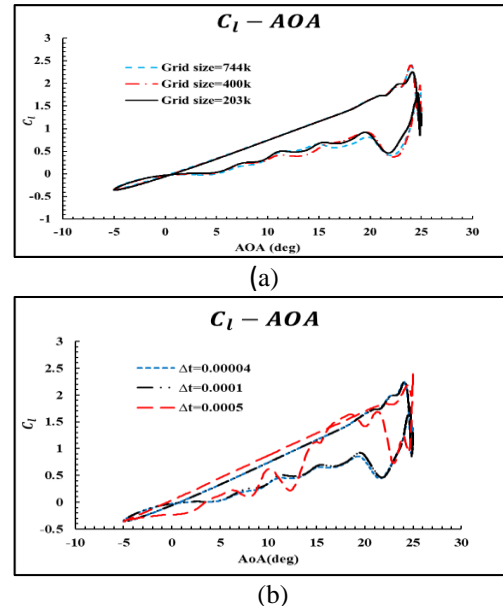 C_l − AOA
Grid size=744k
Grid size=400k
Grid size=203k
3
2.5
2
1.5
1
0.5
0
-0.5
-1
C_l
-10 -5 0 5 10 15 20 25 30
AOA (deg)
(a)
C_l − AOA
Δt=0.00004
Δt=0.0001
Δt=0.0005
3
2.5
2
1.5
1
0.5
0
-0.5
C_l
-10 -5 0 5 10 15 20 25 30
AoA(deg)
(b)